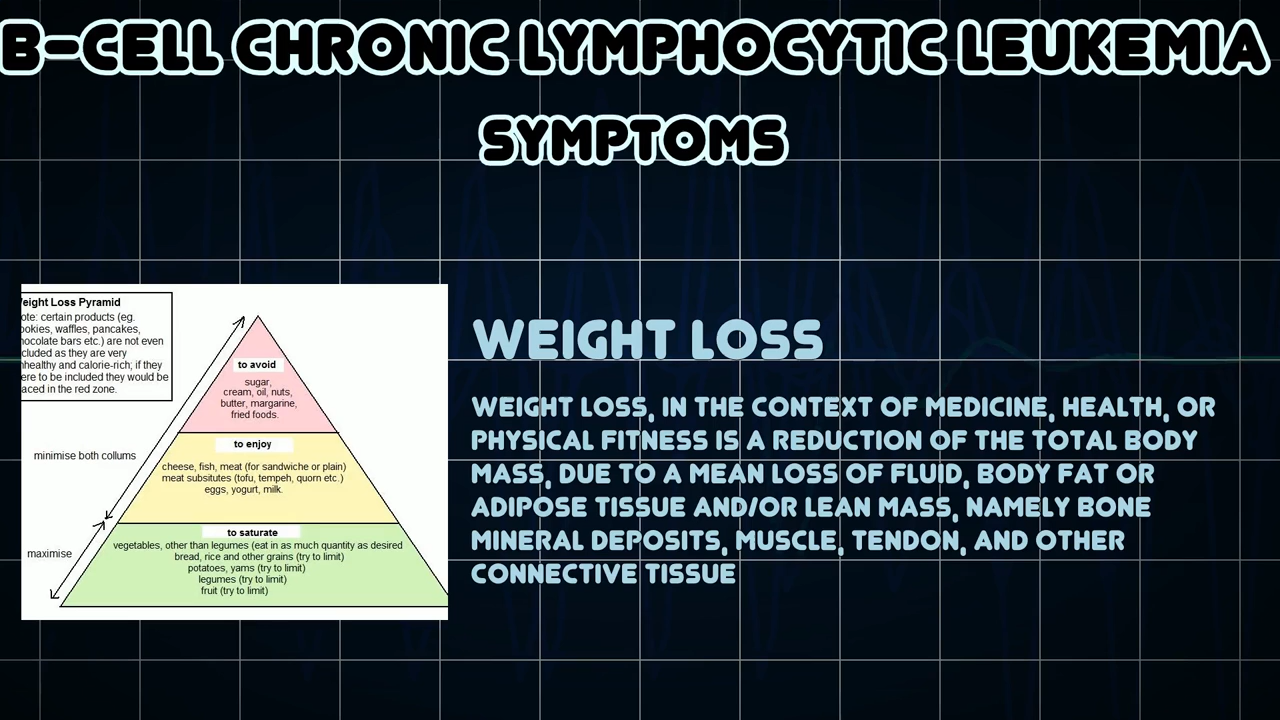 B-CELL CHRONIC LYMPHOCYTIC LEUKEMIA
SYMPTOMS
eight Loss Pyramid
ote: certain products (eg.
ookies, waffles, pancakes,
hocolate bars etc.) are not even
cluded as they are very
nhealthy and calorie-rich; if they
ere to be included they would be
aced in the red zone.
to avoid
sugar,
cream, oil, nuts,
butter, margarine,
fried foods.
to enjoy
minimise both collums
cheese, fish, meat (for sandwiche or plain)
meat subsitutes (tofu, tempeh, quorn etc.)
eggs, yogurt, milk.
to saturate
maximise
vegetables, other than legumes (eat in as much quantity as desired
bread, rice and other grains (try to limit)
potatoes, yams (try to limit)
legumes (try to limit)
fruit (try to limit)
WEIGHT LOSS
WEIGHT LOSS, IN THE CONTEXT OF MEDICINE, HEALTH, OR
PHYSICAL FITNESS IS A REDUCTION OF THE TOTAL BODY
MASS, DUE TO A MEAN LOSS OF FLUID, BODY FAT OR
ADIPOSE TISSUE AND/OR LEAN MASS, NAMELY BONE
MINERAL DEPOSITS, MUSCLE, TENDON, AND OTHER
CONNECTIVE TISSUE